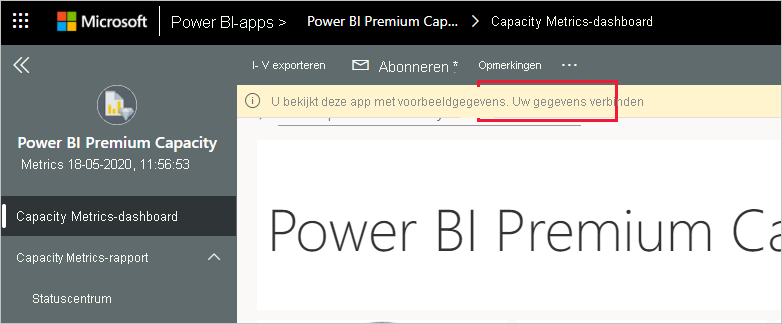 Microsoft Power BI-apps > Power BI Premium Cap... > Capacity Metrics-dashboard
I- V exporteren Abonneren * Opmerkingen ...
U bekijkt deze app met voorbeeldgegevens. Uw gegevens verbinden
Power BI Premium Capacity
Metrics 18-05-2020, 11:56:53
Power BI Premium Ca
Capacity Metrics-dashboard
Capacity Metrics-rapport
Statuscentrum